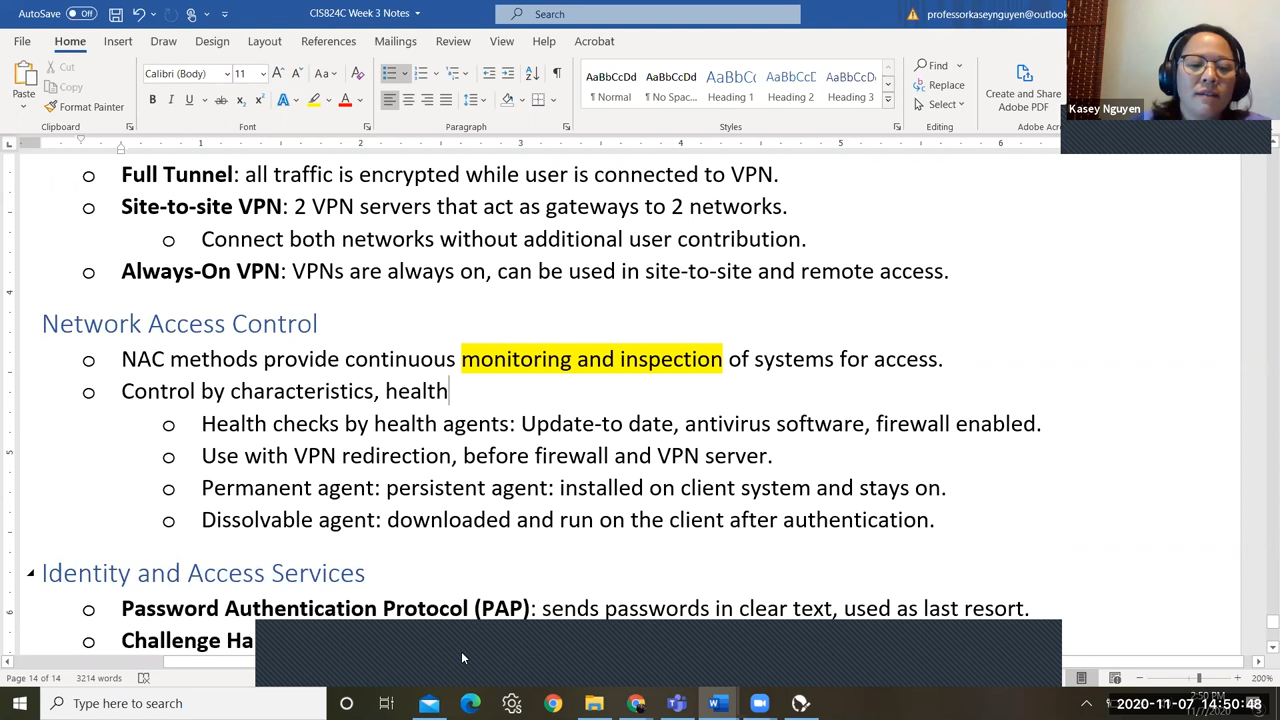 AutoSave Off
CIS824C Week 3 Notes
Search
professorkaseynguyen@outlook
File Home Insert Draw Design Layout References Mailings Review View Help Acrobat
Paste
Cut
Copy
Format Painter
Clipboard
Calibri (Body) 11
Font
Paragraph
AaBbCcDd AaBbCcDd AaBbC AaBbCcC AaBbCcD
¶ Normal ¶ No Spac... Heading 1 Heading 2 Heading 3
Styles
Find
Replace
Select
Editing
Create and Share
Adobe PDF
Adobe Acro
Kasey Nguyen
1 2 3 4 5 6
Full Tunnel: all traffic is encrypted while user is connected to VPN.
Site-to-site VPN: 2 VPN servers that act as gateways to 2 networks.
Connect both networks without additional user contribution.
Always-On VPN: VPNs are always on, can be used in site-to-site and remote access.
Network Access Control
NAC methods provide continuous monitoring and inspection of systems for access.
Control by characteristics, health
Health checks by health agents: Update-to date, antivirus software, firewall enabled.
Use with VPN redirection, before firewall and VPN server.
Permanent agent: persistent agent: installed on client system and stays on.
Dissolvable agent: downloaded and run on the client after authentication.
Identity and Access Services
Password Authentication Protocol (PAP): sends passwords in clear text, used as last resort.
Challenge Ha
Page 14 of 14 3214 words
200%
Type here to search
2020-11-07 14:50:48